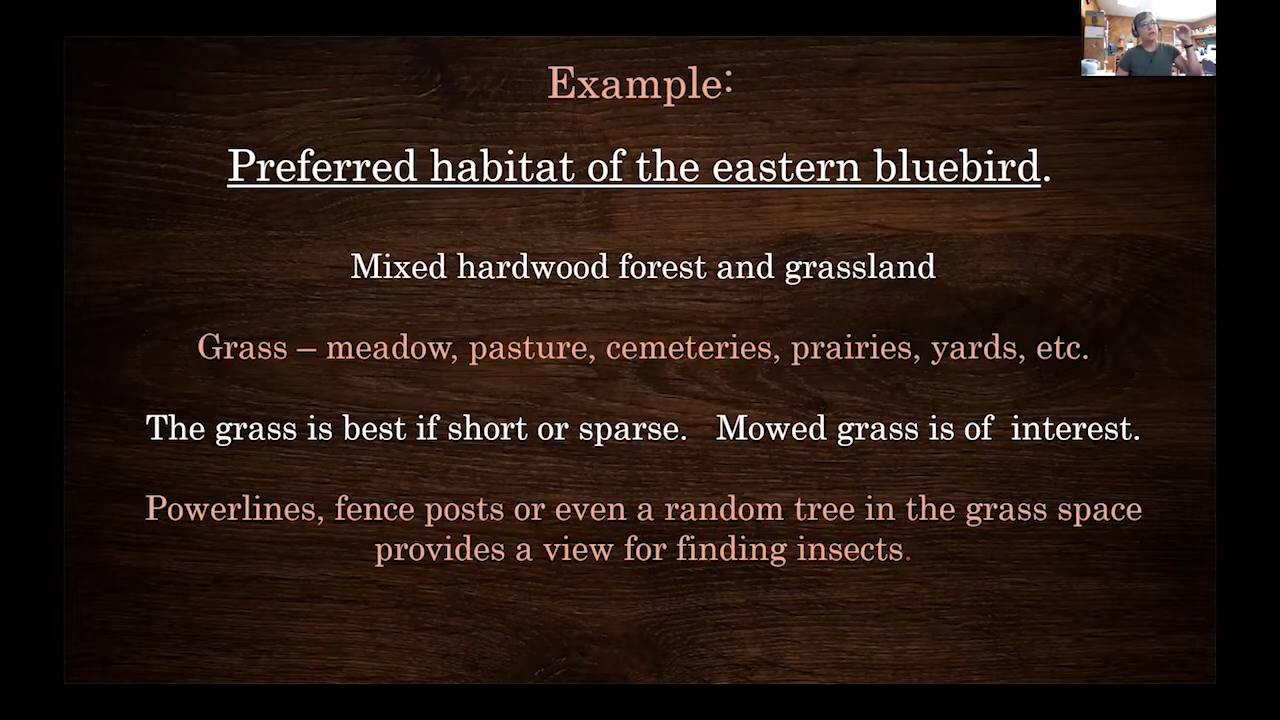 Example:
Preferred habitat of the eastern bluebird.
Mixed hardwood forest and grassland
Grass – meadow, pasture, cemeteries, prairies, yards, etc.
The grass is best if short or sparse.   Mowed grass is of  interest.
Powerlines, fence posts or even a random tree in the grass space
provides a view for finding insects.